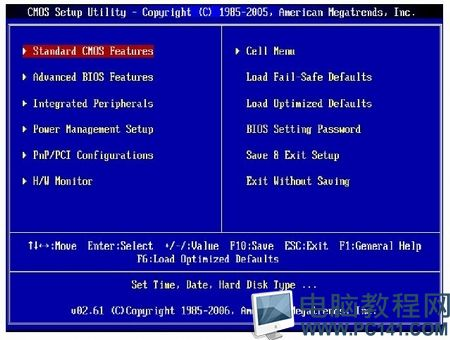 CMOS Setup Utility - Copyright (C) 1985-2005, American Megatrends, Inc.
Standard CMOS Features
Advanced BIOS Features
Integrated Peripherals
Power Management Setup
PnP/PCI Configurations
H/W Monitor
Cell Menu
Load Fail-Safe Defaults
Load Optimized Defaults
BIOS Setting Password
Save & Exit Setup
Exit Without Saving
↑↓←→:Move Enter:Select +/-/:Value F10:Save ESC:Exit F1:General Help
F6:Load Optimized Defaults
Set Time, Date, Hard Disk Type ...
v02.61 (C)Copyright 1985-2006, American Megatrends, Inc.
电脑教程网
WWW.PC141.COM